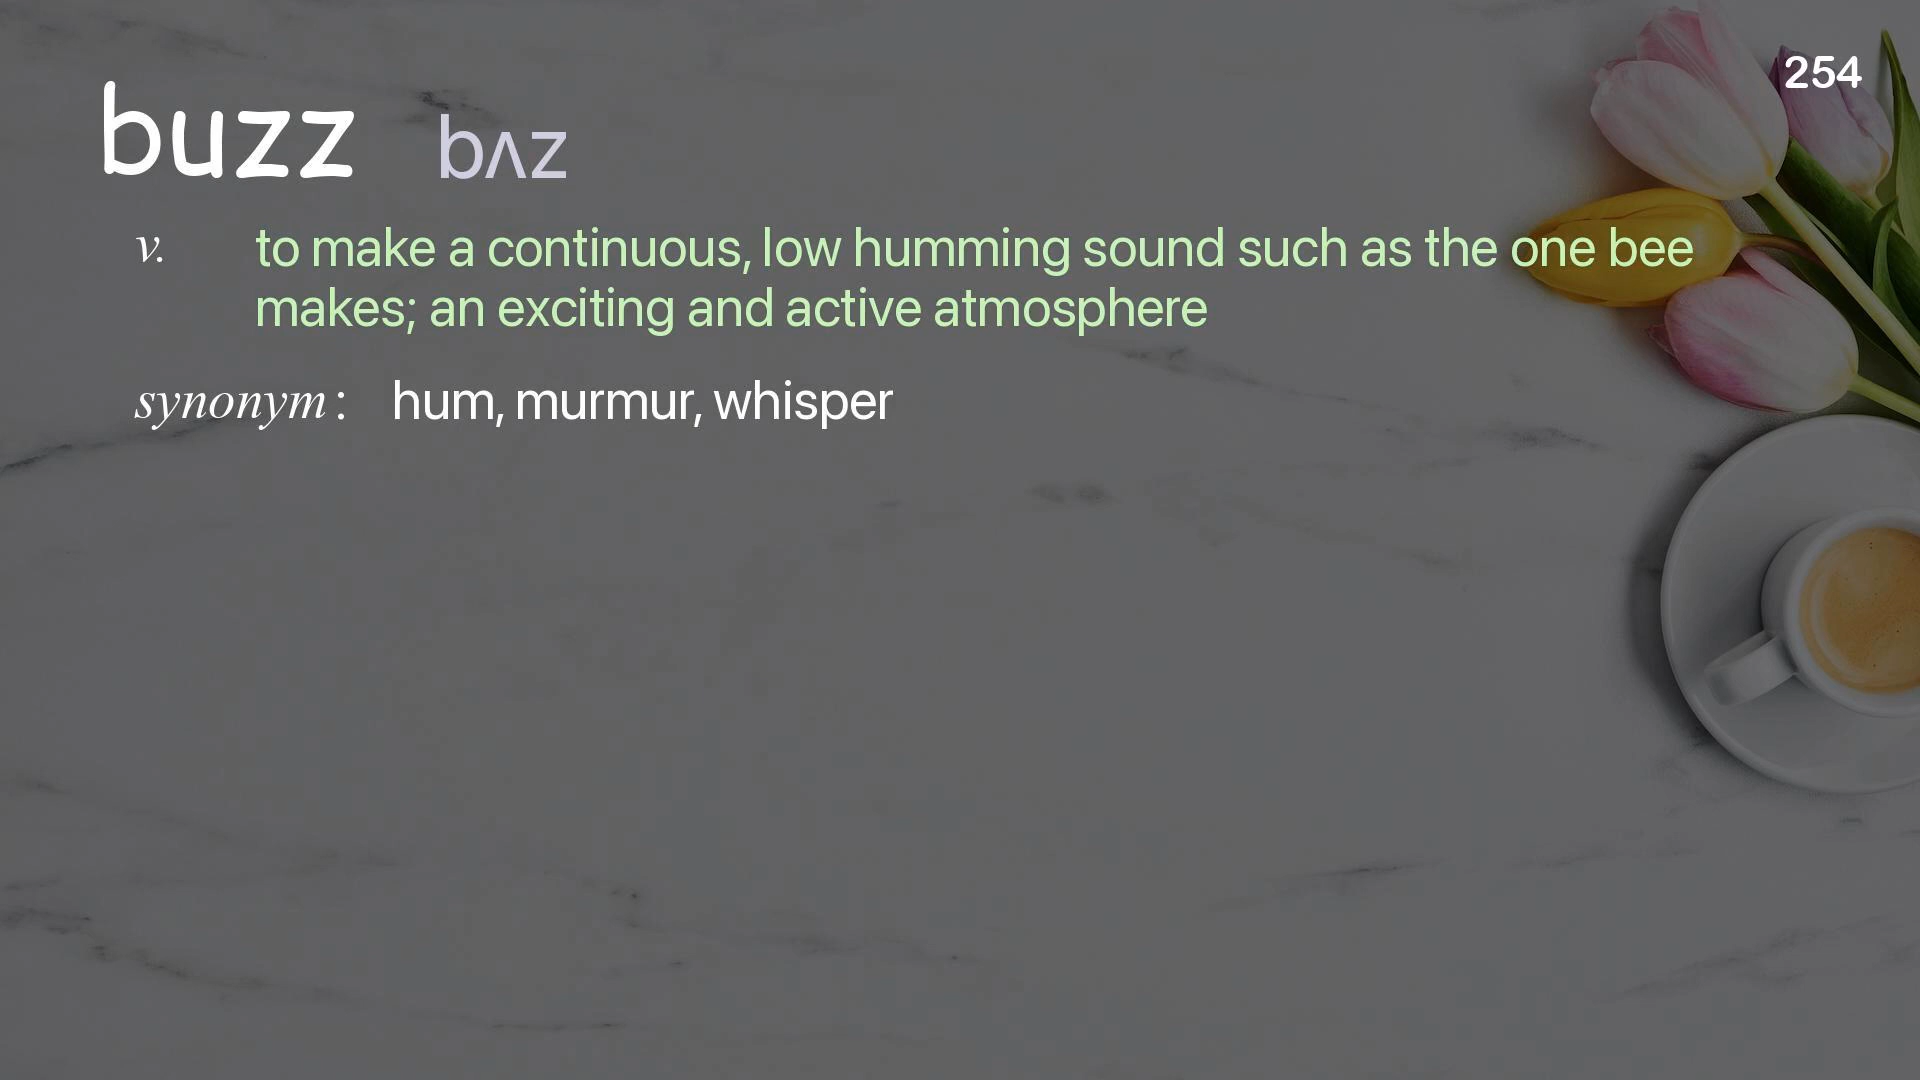 254
buzz bʌz
v. to make a continuous, low humming sound such as the one bee
makes; an exciting and active atmosphere
synonym: hum, murmur, whisper